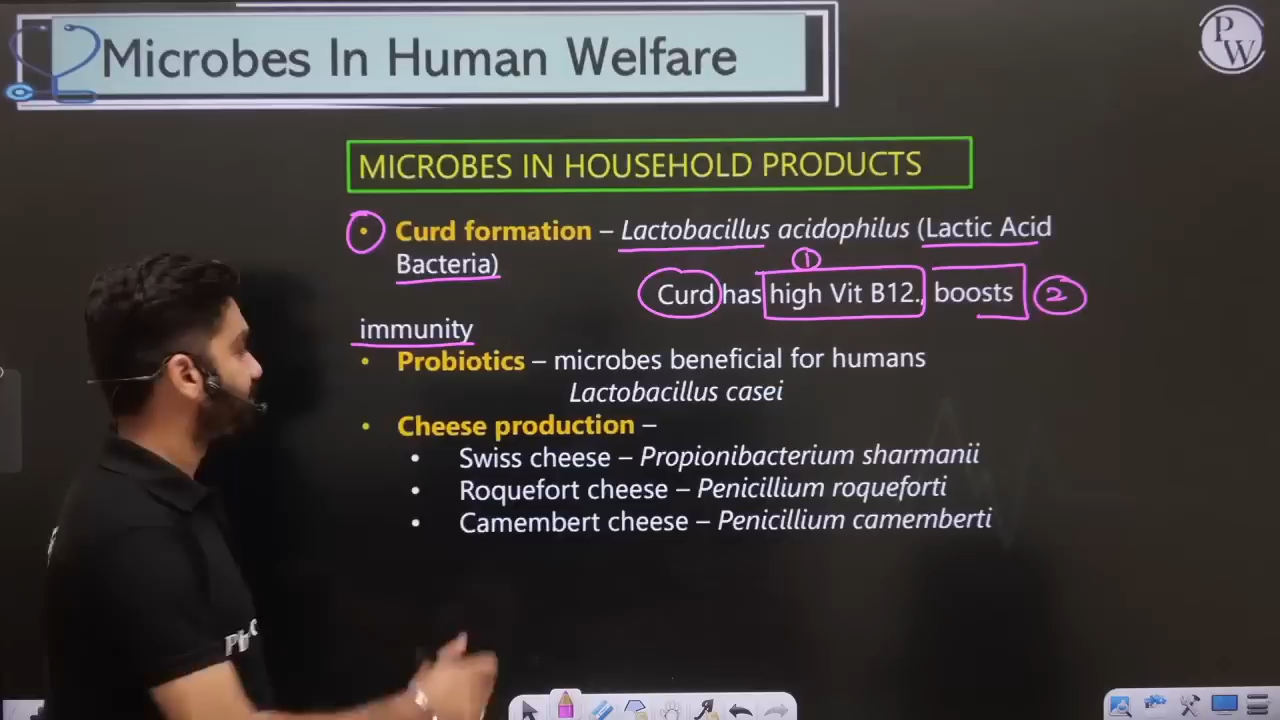 Microbes In Human Welfare
PW
MICROBES IN HOUSEHOLD PRODUCTS
• Curd formation – Lactobacillus acidophilus (Lactic Acid
Bacteria)
1
Curd has high Vit B12., boosts 2
immunity
• Probiotics – microbes beneficial for humans
Lactobacillus casei
• Cheese production –
• Swiss cheese – Propionibacterium sharmanii
• Roquefort cheese – Penicillium roqueforti
• Camembert cheese – Penicillium camemberti